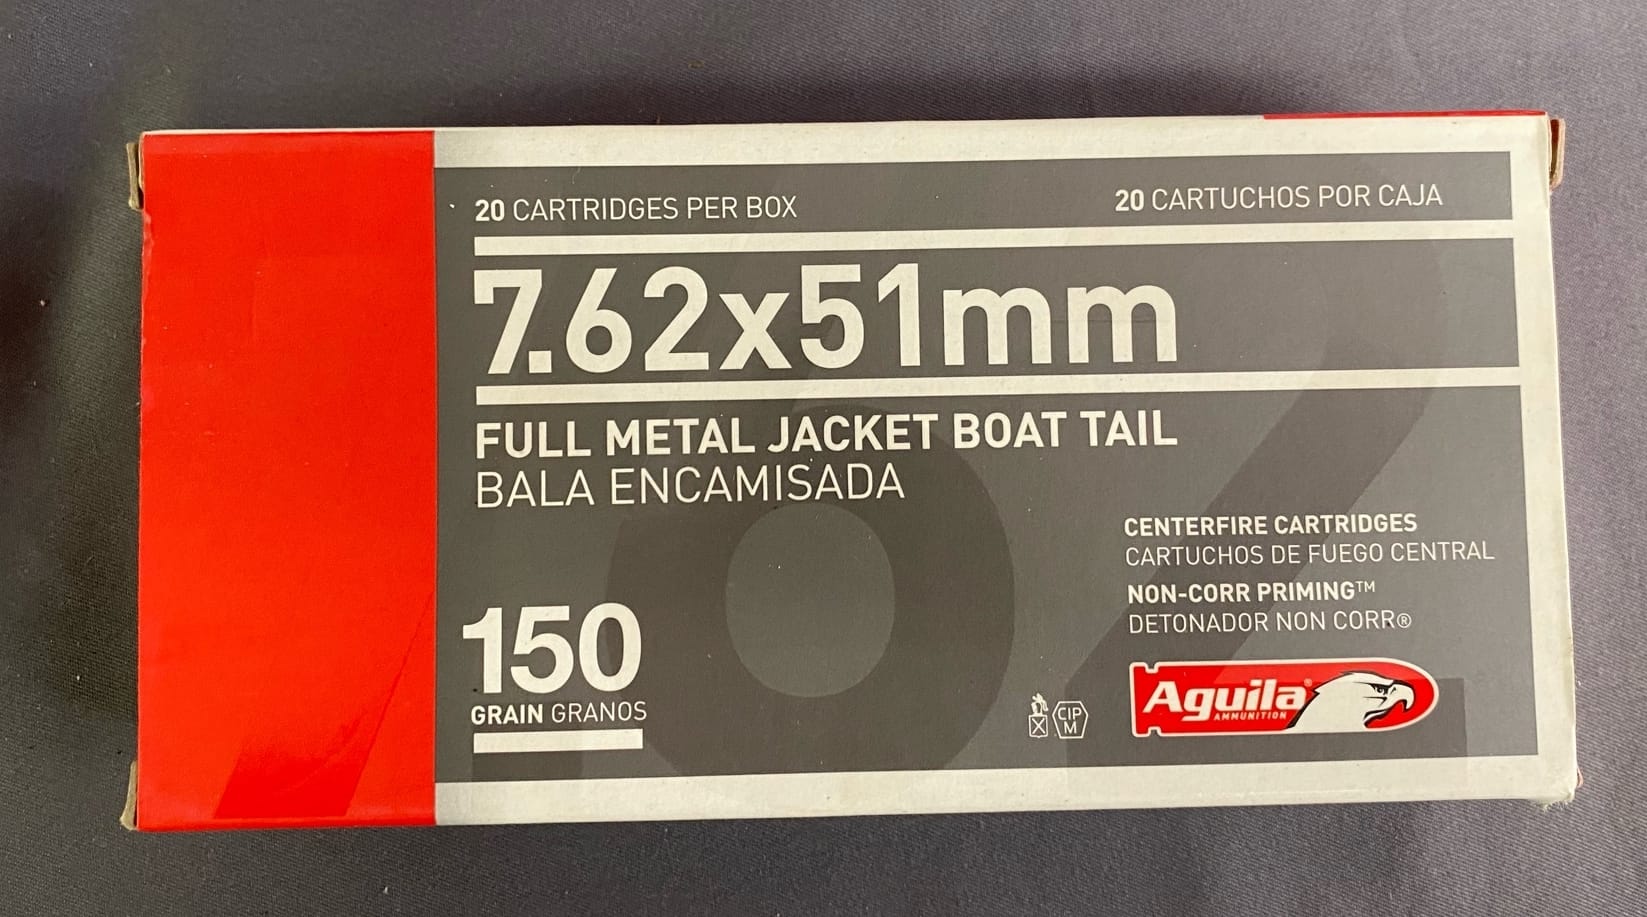 20 CARTRIDGES PER BOX
20 CARTUCHOS POR CAJA
7.62x51mm
FULL METAL JACKET BOAT TAIL
BALA ENCAMISADA
CENTERFIRE CARTRIDGES
CARTUCHOS DE FUEGO CENTRAL
NON-CORR PRIMING™
DETONADOR NON CORR®
150
GRAIN GRANOS
CIP
M
Aguila®
AMMUNITION